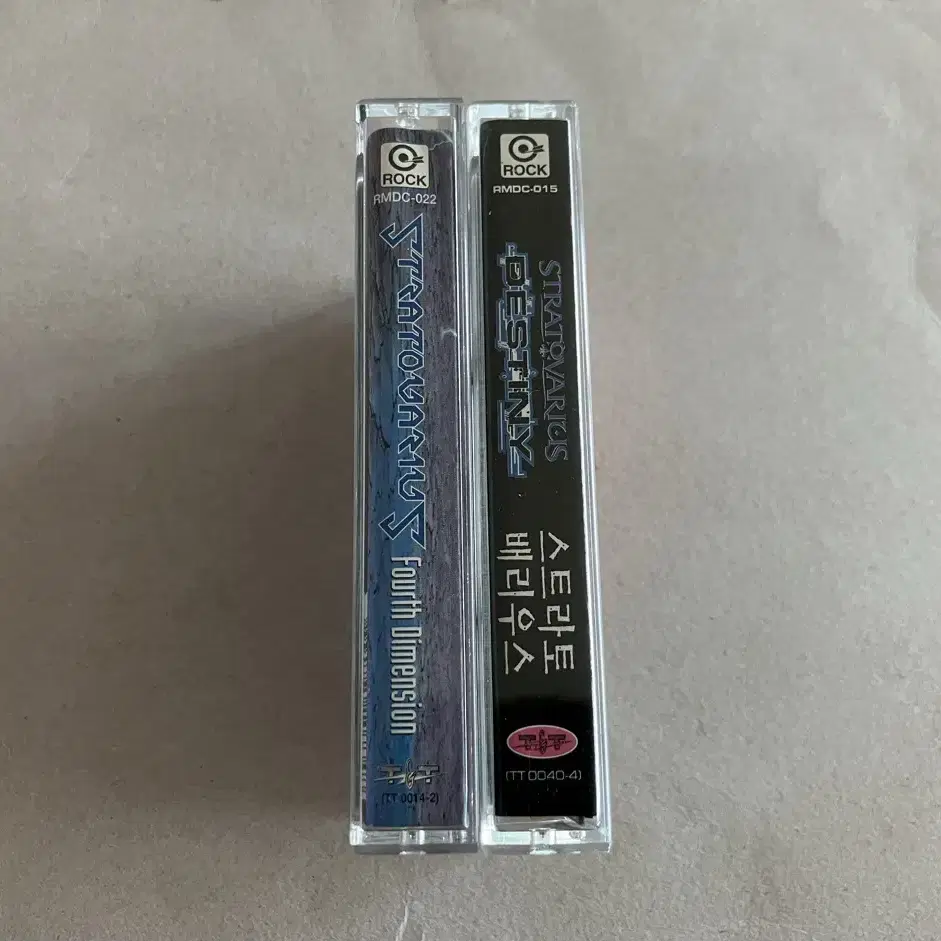 ROCK
RMDC-022
STRATOVARIUS
Fourth Dimension
T&T
(TT 0014-2)
ROCK
RMDC-015
STRATOVARIUS
DESTINY
스트라토
배리우스
(TT 0040-4)